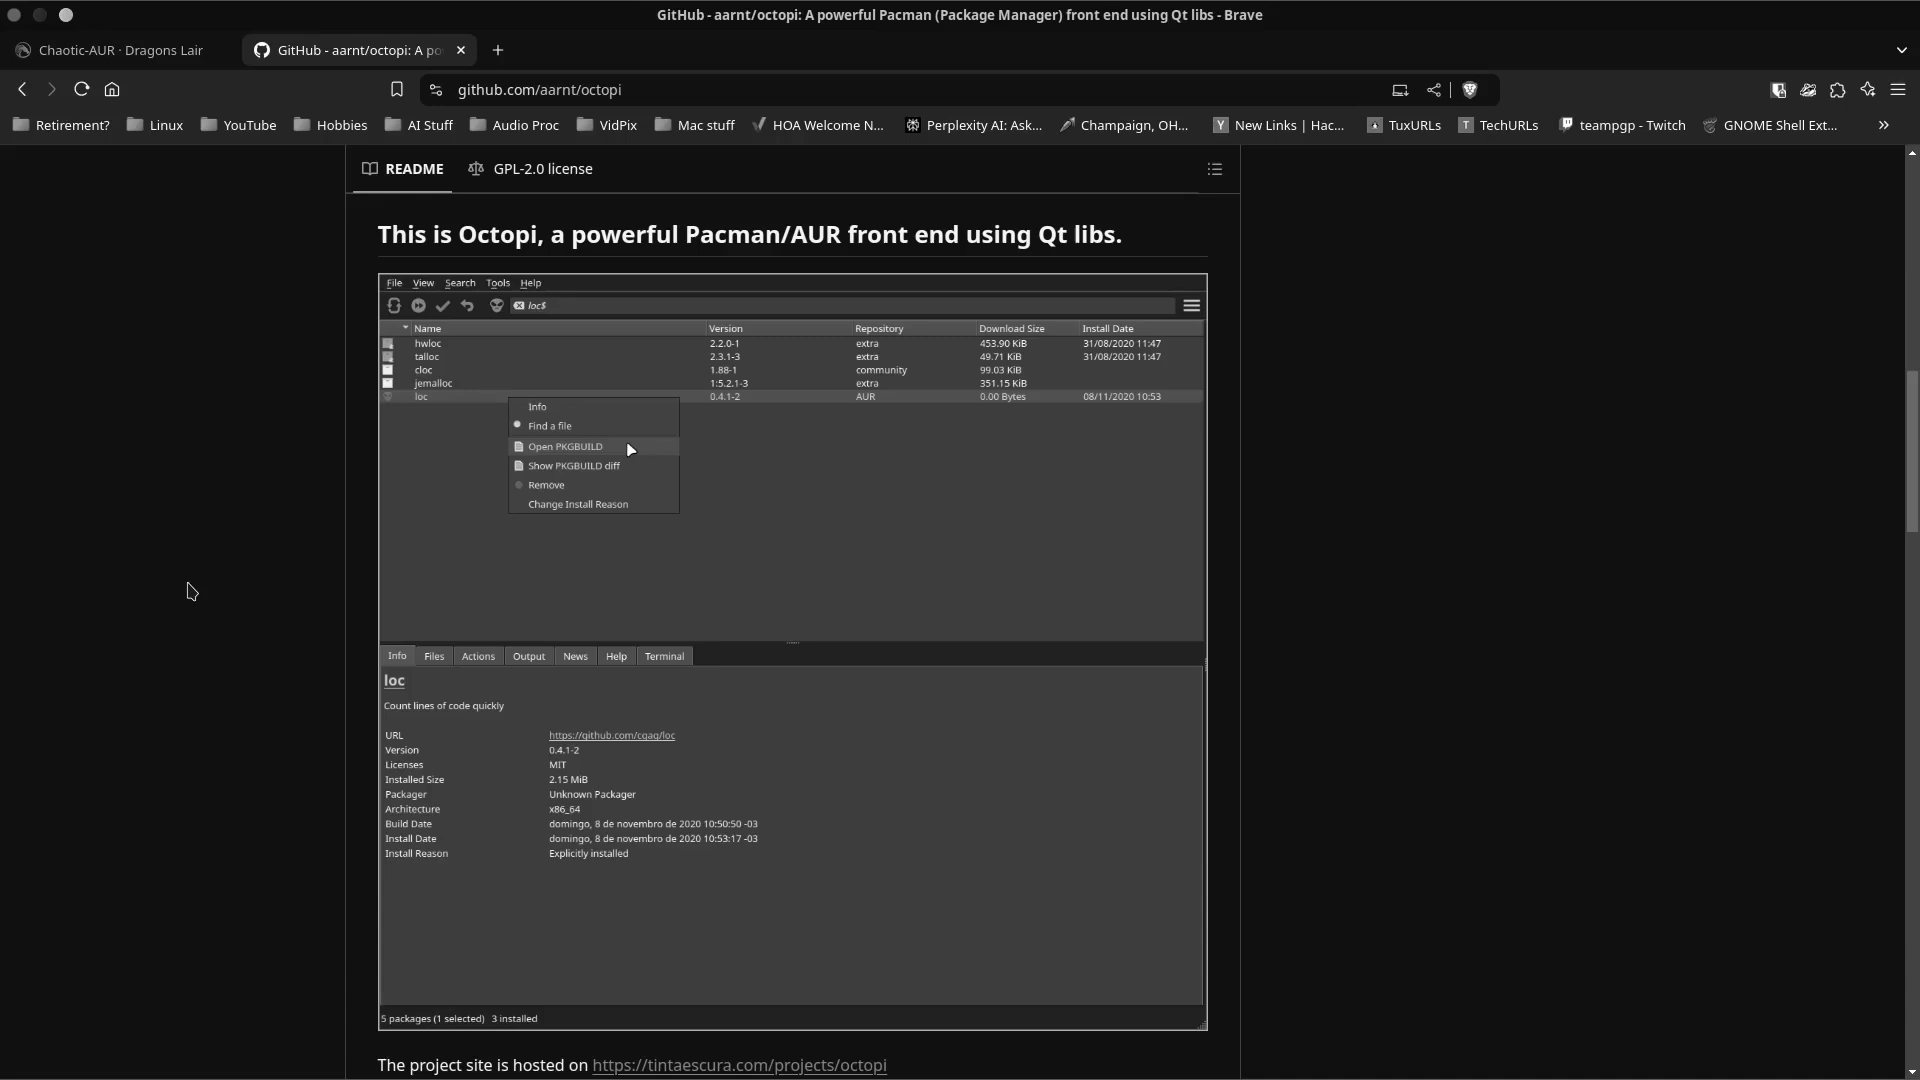 GitHub - aarnt/octopi: A powerful Pacman (Package Manager) front end using Qt libs - Brave
Chaotic-AUR · Dragons Lair
GitHub - aarnt/octopi: A po
github.com/aarnt/octopi
Retirement? Linux YouTube Hobbies AI Stuff Audio Proc VidPix Mac stuff HOA Welcome N... Perplexity AI: Ask... Champaign, OH... New Links | Hac... TuxURLs TechURLs teampgp - Twitch GNOME Shell Ext...
README GPL-2.0 license
This is Octopi, a powerful Pacman/AUR front end using Qt libs.
File View Search Tools Help
loc$
Name Version Repository Download Size Install Date
hwloc 2.2.0-1 extra 453.90 KiB 31/08/2020 11:47
talloc 2.3.1-3 extra 49.71 KiB 31/08/2020 11:47
cloc 1.88-1 community 99.03 KiB
jemalloc 1:5.2.1-3 extra 351.15 KiB
loc 0.4.1-2 AUR 0.00 Bytes 08/11/2020 10:53
Info
Find a file
Open PKGBUILD
Show PKGBUILD diff
Remove
Change Install Reason
Info Files Actions Output News Help Terminal
loc
Count lines of code quickly
URL https://github.com/cgag/loc
Version 0.4.1-2
Licenses MIT
Installed Size 2.15 MiB
Packager Unknown Packager
Architecture x86_64
Build Date domingo, 8 de novembro de 2020 10:50:50 -03
Install Date domingo, 8 de novembro de 2020 10:53:17 -03
Install Reason Explicitly installed
5 packages (1 selected) 3 installed
The project site is hosted on https://tintaescura.com/projects/octopi